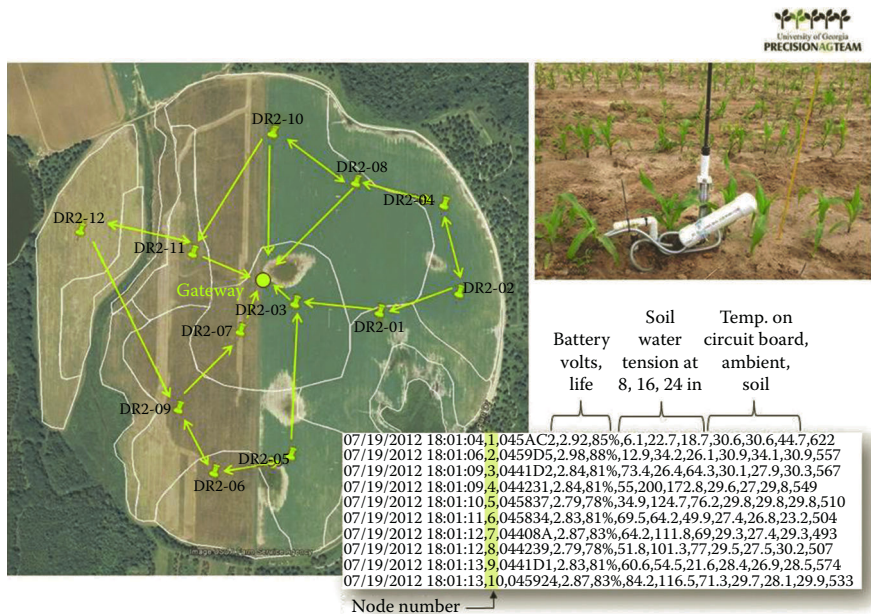 University of Georgia
PRECISIONAGTEAM
DR2-10
DR2-08
DR2-04
DR2-12
DR2-11
Gateway
DR2-02
DR2-03
DR2-01
DR2-07
DR2-09
DR2-05
DR2-06
Battery volts, life
Soil water tension at 8, 16, 24 in
Temp. on circuit board, ambient, soil
07/19/2012 18:01:04,1,045AC2,2.92,85%,6.1,22.7,18.7,30.6,30.6,44.7,622
07/19/2012 18:01:06,2,0459D5,2.98,88%,12.9,34.2,26.1,30.9,34.1,30.9,557
07/19/2012 18:01:09,3,0441D2,2.84,81%,73.4,26.4,64.3,30.1,27.9,30.3,567
07/19/2012 18:01:09,4,044231,2.84,81%,55,200,172.8,29.6,27,29.8,549
07/19/2012 18:01:10,5,045837,2.79,78%,34.9,124.7,76.2,29.8,29.8,29.8,510
07/19/2012 18:01:11,6,045834,2.83,81%,69.5,64.2,49.9,27.4,26.8,23.2,504
07/19/2012 18:01:12,7,04408A,2.87,83%,64.2,111.8,69,29.3,27.4,29.3,493
07/19/2012 18:01:12,8,044239,2.79,78%,51.8,101.3,77,29.5,27.5,30.2,507
07/19/2012 18:01:13,9,0441D1,2.83,81%,60.6,54.5,21.6,28.4,26.9,28.5,574
07/19/2012 18:01:13,10,045924,2.87,83%,84.2,116.5,71.3,29.7,28.1,29.9,533
Node number